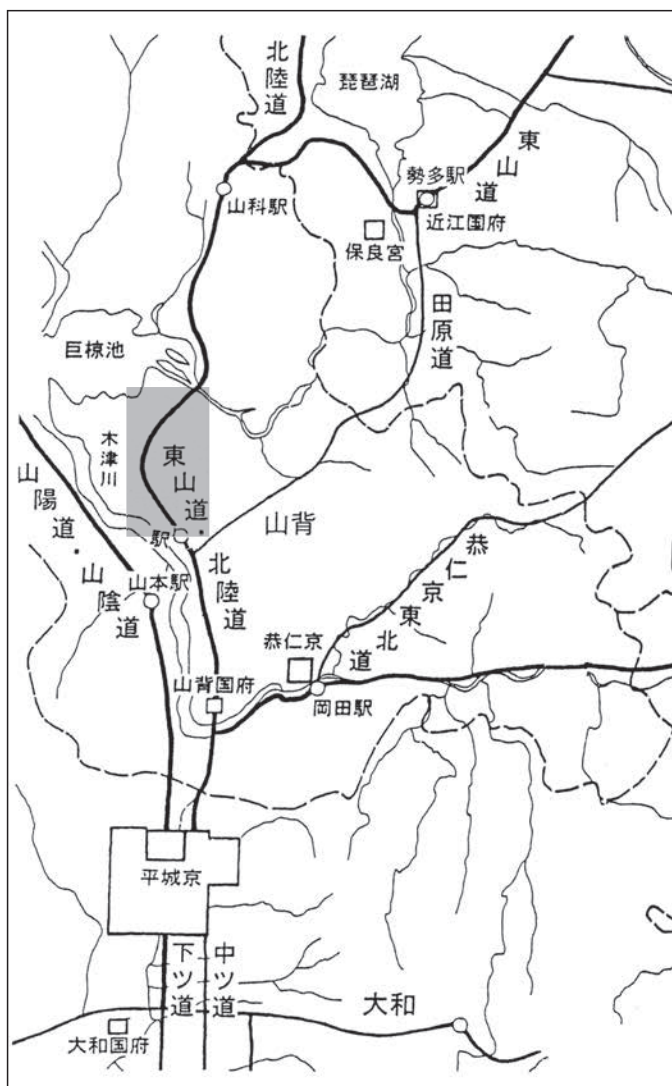 北陸道
琵琶湖
東山道
勢多駅
近江国府
山科駅
保良宮
田原道
巨椋池
木津川
東山道・北陸道
山陽道・山陰道
駅
山背
山本駅
恭仁京東北道
恭仁京
山背国府
岡田駅
平城京
下ツ道
中ツ道
大和
大和国府